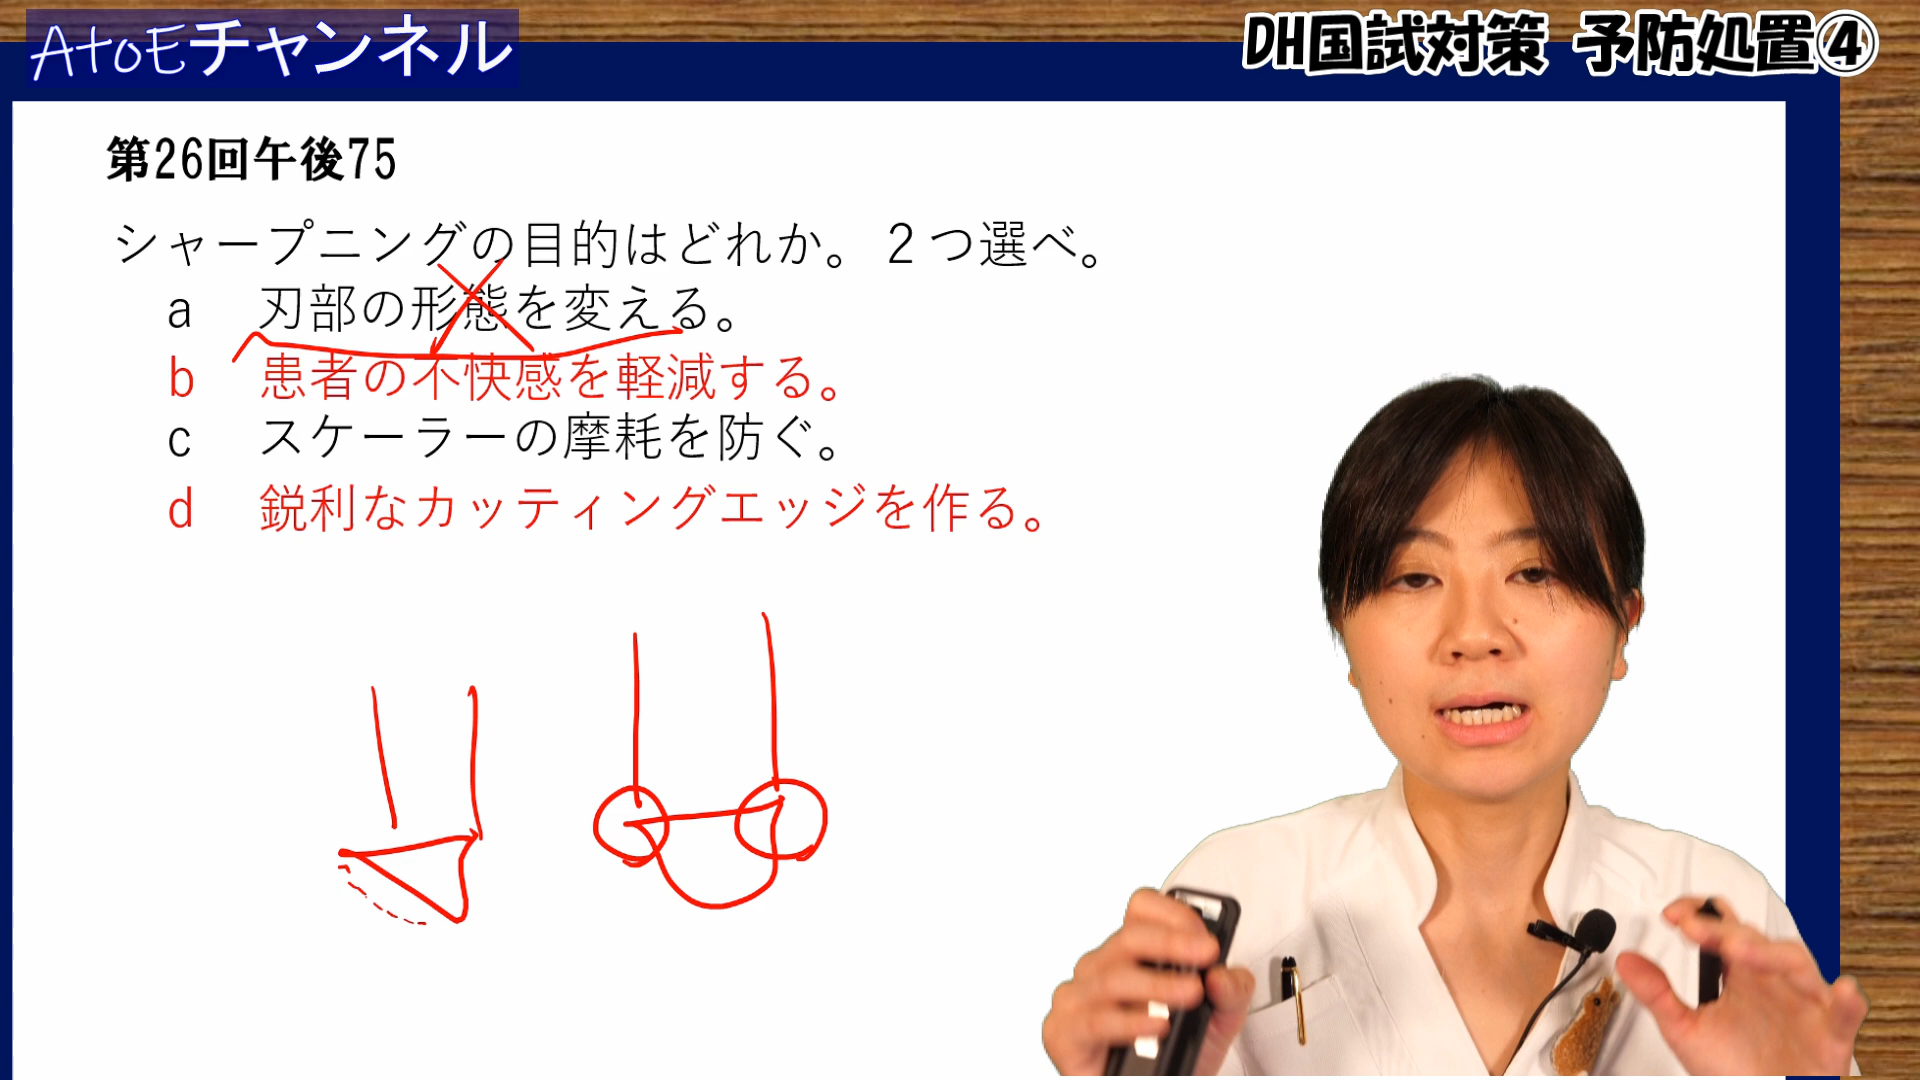 AtoEチャンネル
DH国試対策 予防処置④
第26回午後75
シャープニングの目的はどれか。２つ選べ。
a 刃部の形態を変える。
b 患者の不快感を軽減する。
c スケーラーの摩耗を防ぐ。
d 鋭利なカッティングエッジを作る。